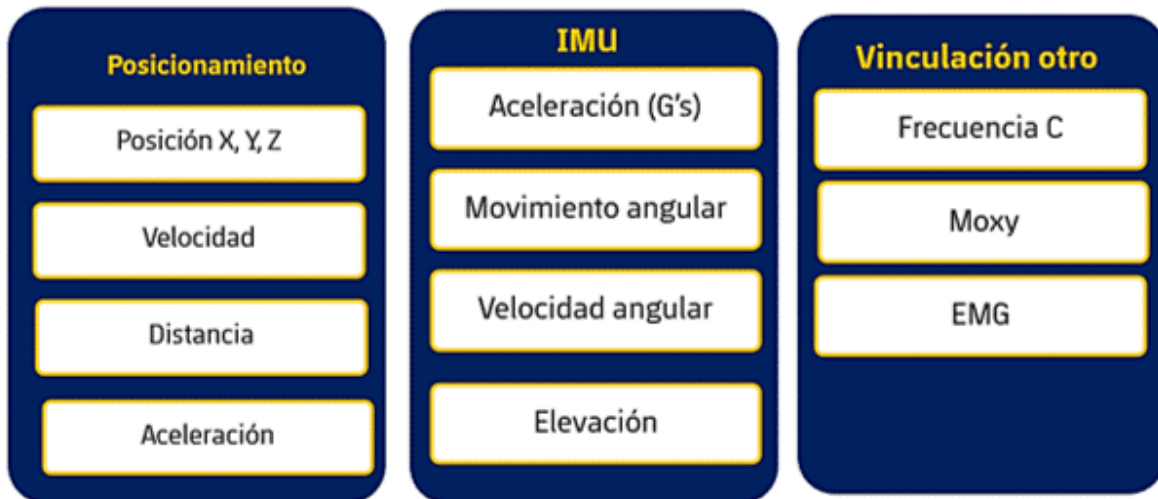 Posicionamiento
Posición X, Y, Z
Velocidad
Distancia
Aceleración
IMU
Aceleración (G's)
Movimiento angular
Velocidad angular
Elevación
Vinculación otro
Frecuencia C
Moxy
EMG